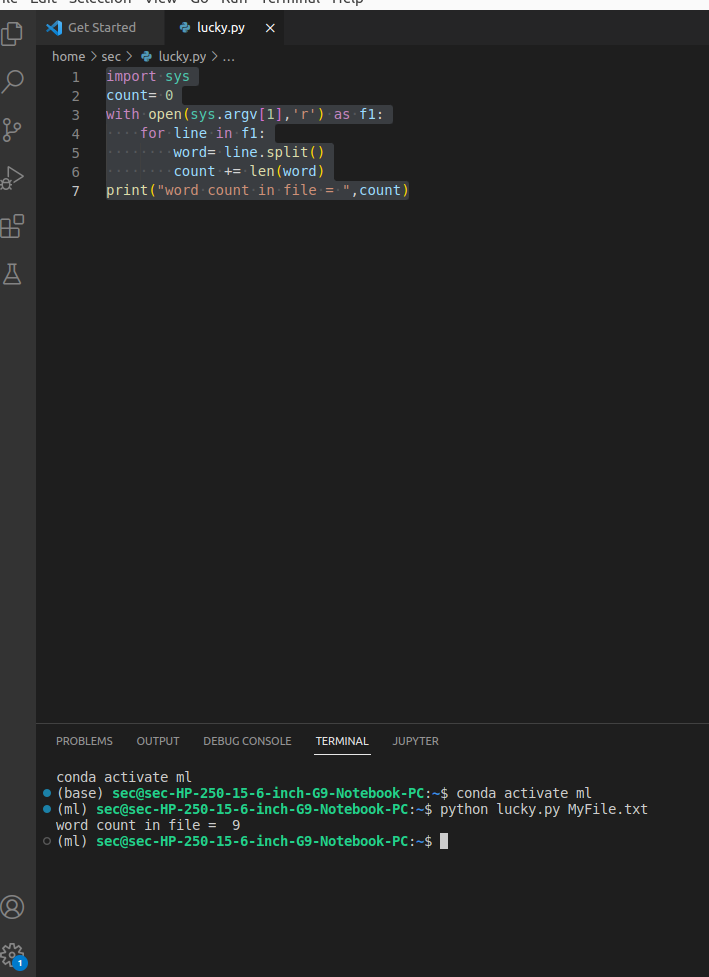 File Edit Selection View Go Run Terminal Help
Get Started
lucky.py
home > sec > lucky.py > ...
1 import sys
2 count= 0
3 with open(sys.argv[1],'r') as f1:
4     for line in f1:
5         word= line.split()
6         count += len(word)
7 print("word count in file = ",count)
PROBLEMS OUTPUT DEBUG CONSOLE TERMINAL JUPYTER
conda activate ml
(base) sec@sec-HP-250-15-6-inch-G9-Notebook-PC:~$ conda activate ml
(ml) sec@sec-HP-250-15-6-inch-G9-Notebook-PC:~$ python lucky.py MyFile.txt
word count in file =  9
(ml) sec@sec-HP-250-15-6-inch-G9-Notebook-PC:~$
1